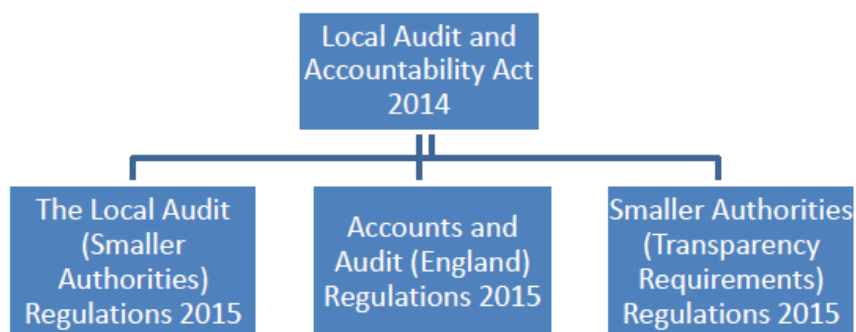 Local Audit and
Accountability Act
2014
The Local Audit
(Smaller
Authorities)
Regulations 2015
Accounts and
Audit (England)
Regulations 2015
Smaller Authorities
(Transparency
Requirements)
Regulations 2015